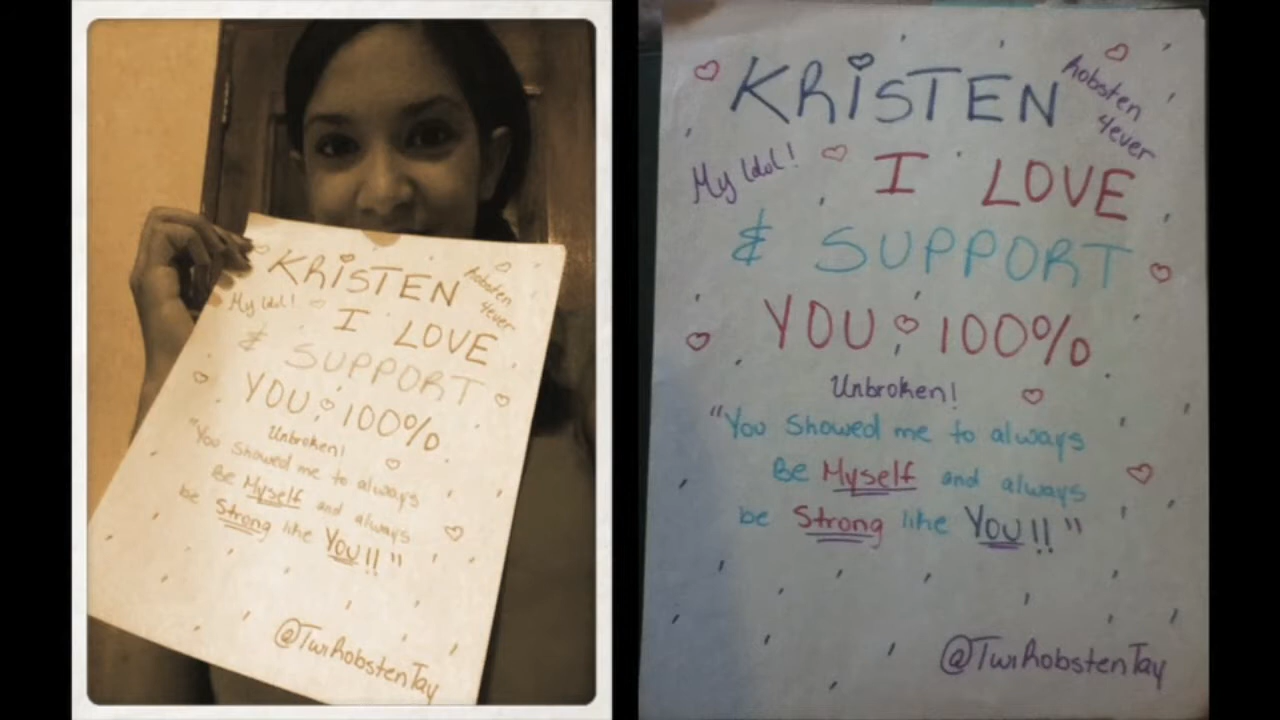 KRiSTEN
Robsten
4ever
My Idol!
I LOVE
& SUPPORT
YOU 100%
Unbroken!
"You Showed me to always
Be Myself and always
be Strong like YOU!!"
@TwiRobstenTay
KRiSTEN
Robsten
4ever
My Idol!
I LOVE
& SUPPORT
YOU 100%
Unbroken!
"You Showed me to always
Be Myself and always
be Strong like YOU!!"
@TwiRobstenTay